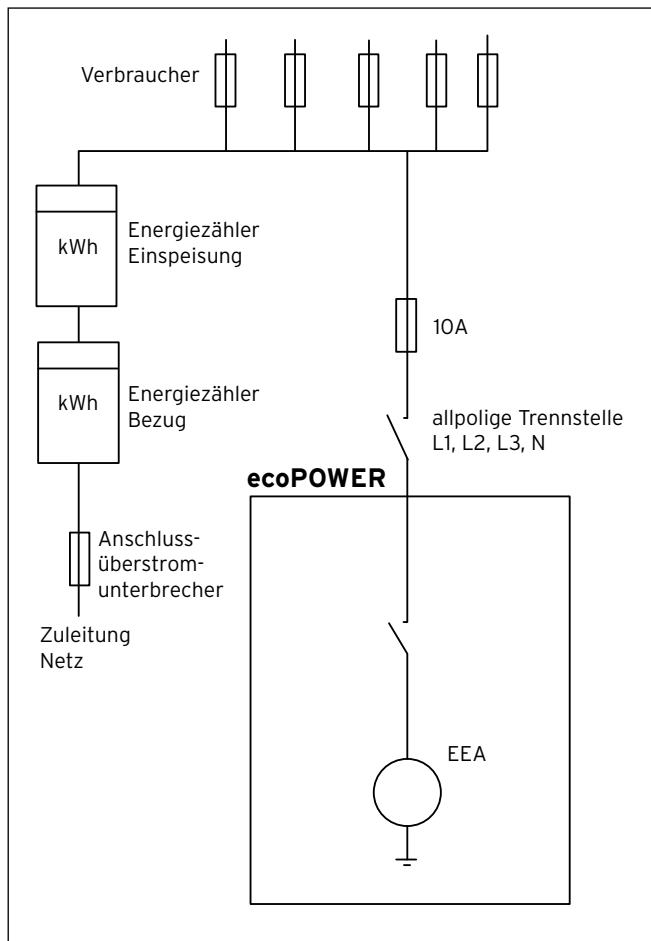 Verbraucher
kWh
Energiezähler
Einspeisung
10A
kWh
Energiezähler
Bezug
allpolige Trennstelle
L1, L2, L3, N
ecoPOWER
Anschluss-
überstrom-
unterbrecher
Zuleitung
Netz
EEA